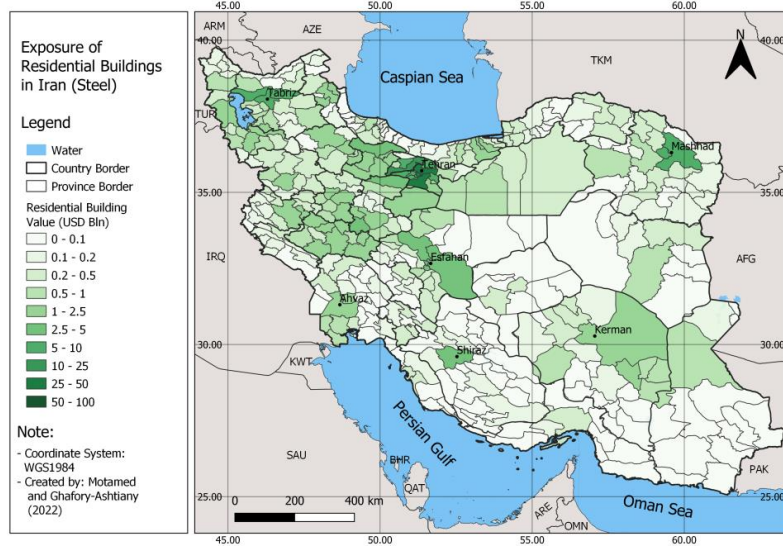 Exposure of
Residential Buildings
in Iran (Steel)
Legend
Water
Country Border
Province Border
Residential Building
Value (USD Bln)
0 - 0.1
0.1 - 0.2
0.2 - 0.5
0.5 - 1
1 - 2.5
2.5 - 5
5 - 10
10 - 25
25 - 50
50 - 100
Note:
- Coordinate System:
WGS1984
- Created by: Motamed
and Ghafory-Ashtiany
(2022)
45.00 50.00 55.00 60.00
40.00 40.00
ARM AZE
N
Caspian Sea
TKM
TUR
Tabriz
Tehran
Mashhad
35.00 35.00
IRQ
Esfahan
AFG
Ahvaz
Kerman
30.00 30.00
Shiraz
KWT
Persian Gulf
SAU
BHR
PAK
QAT
25.00 25.00
0 200 400 km
ARE
OMN
Oman Sea
45.00 50.00 55.00 60.00